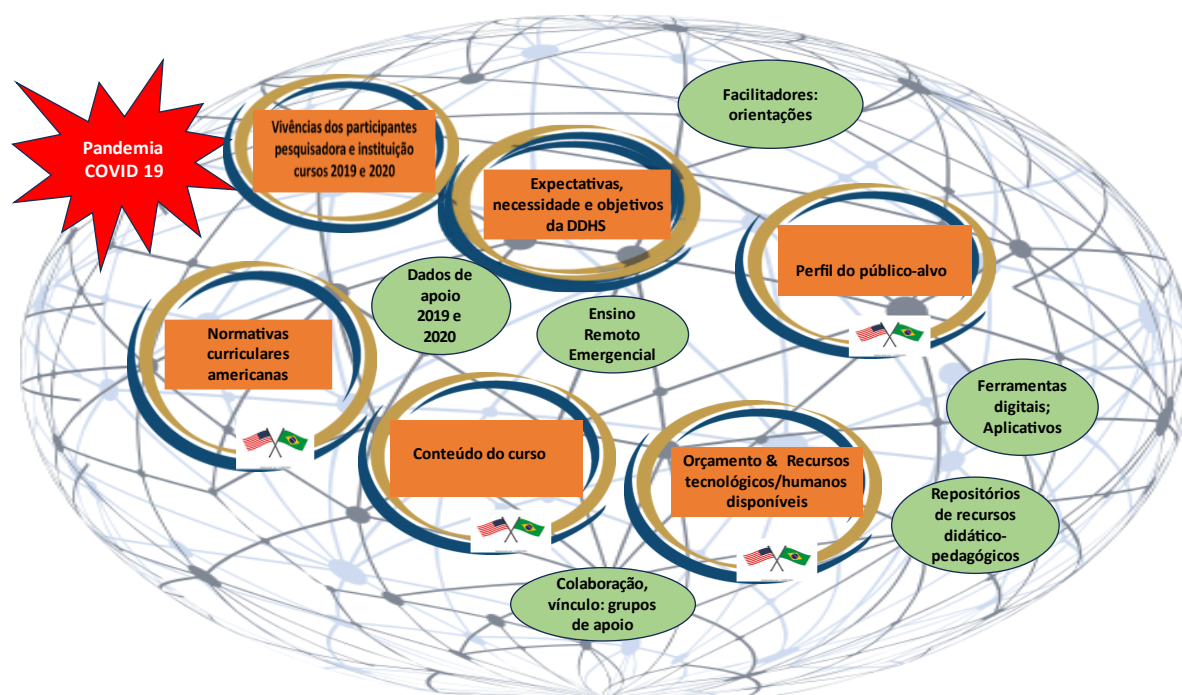 Pandemia
COVID 19
Vivências dos participantes
pesquisadora e instituição
cursos 2019 e 2020
Facilitadores:
orientações
Expectativas,
necessidade e objetivos
da DDHS
Perfil do público-alvo
Dados de
apoio
2019 e
2020
Ensino
Remoto
Emergencial
Normativas
curriculares
americanas
Ferramentas
digitais;
Aplicativos
Conteúdo do curso
Orçamento & Recursos
tecnológicos/humanos
disponíveis
Repositórios
de recursos
didático-
pedagógicos
Colaboração,
vínculo: grupos
de apoio